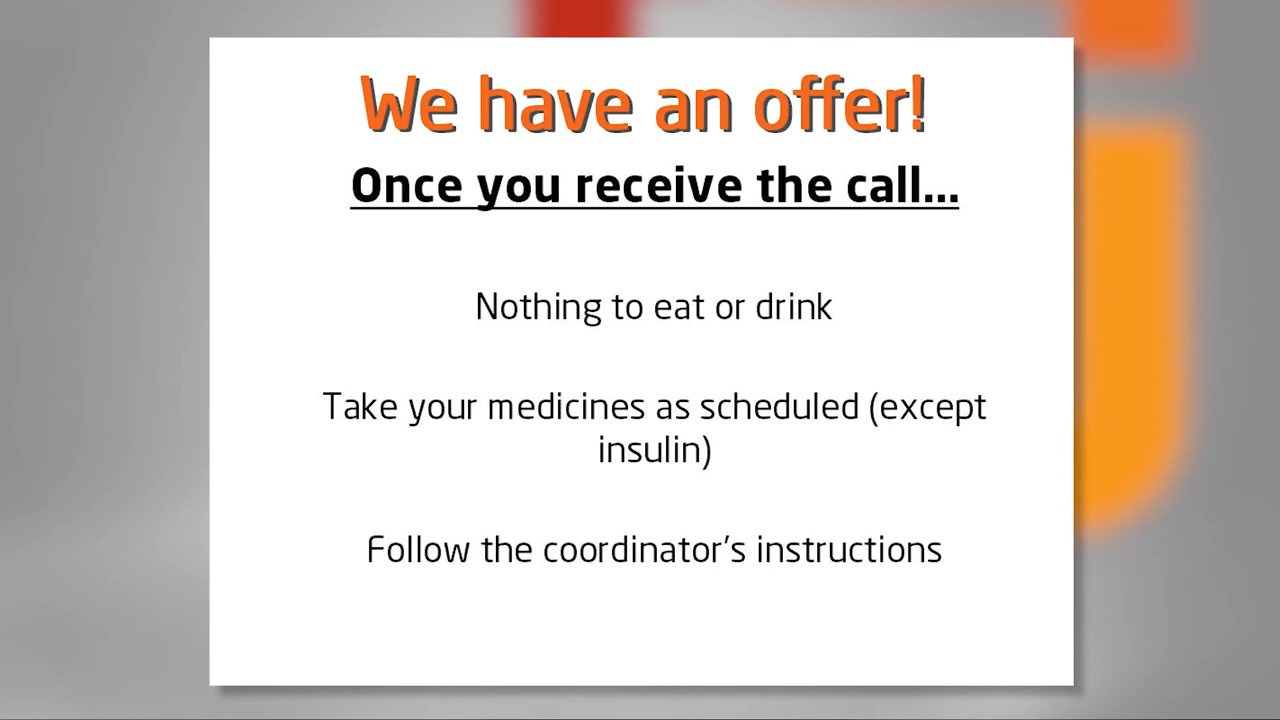 We have an offer!
Once you receive the call...
Nothing to eat or drink
Take your medicines as scheduled (except
insulin)
Follow the coordinator’s instructions